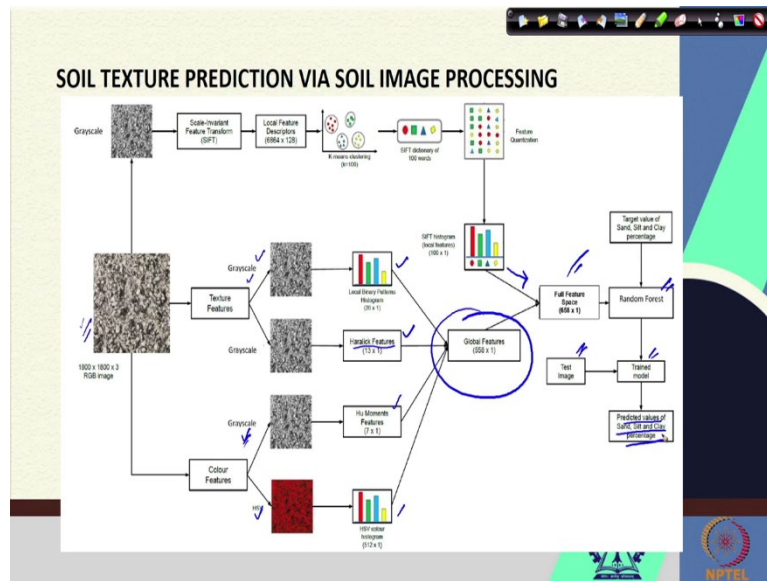 SOIL TEXTURE PREDICTION VIA SOIL IMAGE PROCESSING
Grayscale
Scale-Invariant
Feature Transform
(SIFT)
Local Feature
Descriptors
(6964 x 128)
K means clustering
(k=100)
SIFT dictionary of
100 words
Feature
Quantization
SIFT histogram
(local features)
(100 x 1)
Target value of
Sand, Silt and Clay
percentage
1800 x 1800 x 3
RGB image
Texture
Features
Grayscale
Local Binary Patterns
Histogram
(26 x 1)
Grayscale
Haralick Features
(13 x 1)
Global Features
(558 x 1)
Full Feature
Space
(658 x 1)
Random Forest
Test
Image
Trained
model
Predicted values of
Sand, Silt and Clay
percentage
Colour
Features
Grayscale
Hu Moments
Features
(7 x 1)
HSV
HSV colour
histogram
(512 x 1)
NPTEL